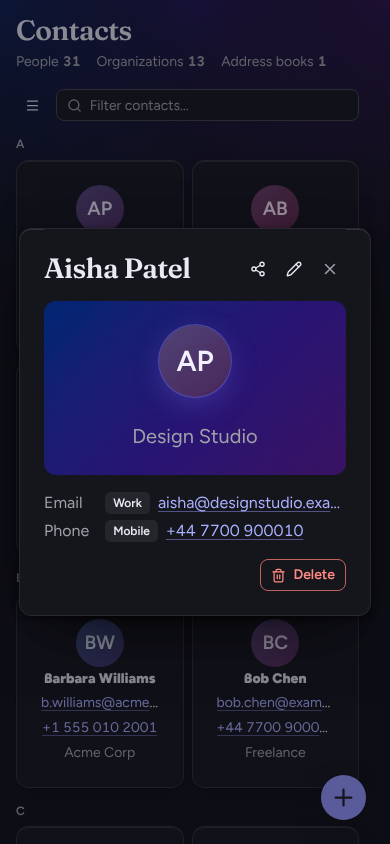 Contacts
People 31 Organizations 13 Address books 1
Filter contacts...
A
AP AB
Aisha Patel
AP
Design Studio
Email Work aisha@designstudio.exa...
Phone Mobile +44 7700 900010
Delete
BW BC
Barbara Williams Bob Chen
b.williams@acme... bob.chen@exam...
+1 555 010 2001 +44 7700 9000...
Acme Corp Freelance
C